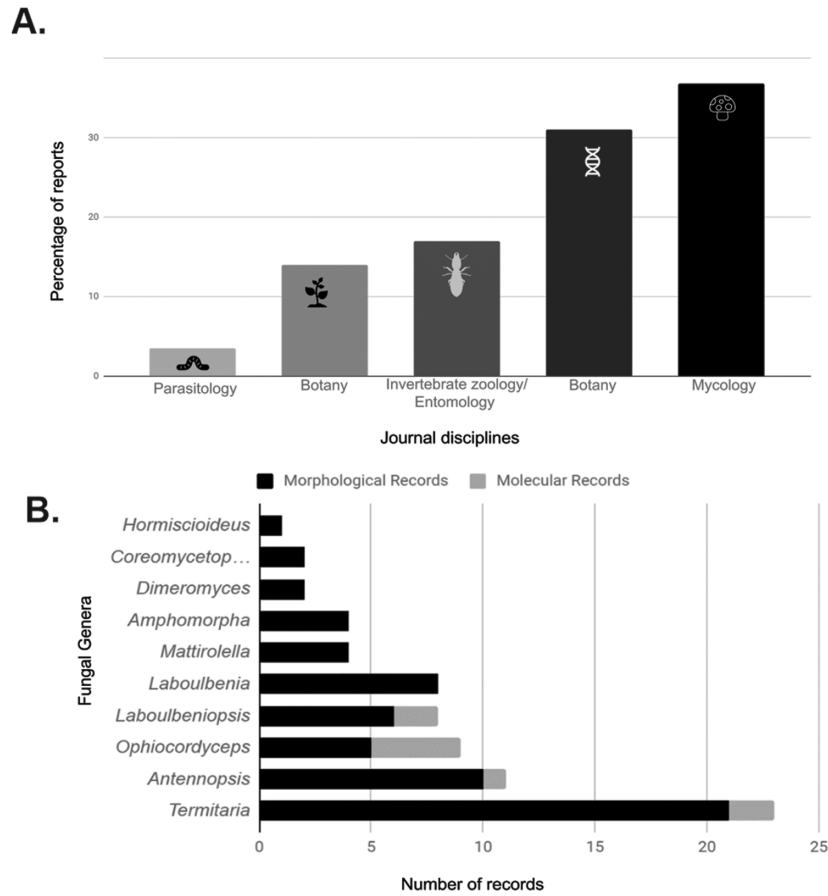 A.
Percentage of reports
30
20
10
0
Parasitology
Botany
Invertebrate zoology/
Entomology
Botany
Mycology
Journal disciplines
B.
Morphological Records
Molecular Records
Fungal Genera
Hormiscioideus
Coreomycetop…
Dimeromyces
Amphomorpha
Mattirolella
Laboulbenia
Laboulbeniopsis
Ophiocordyceps
Antennopsis
Termitaria
0 5 10 15 20 25
Number of records